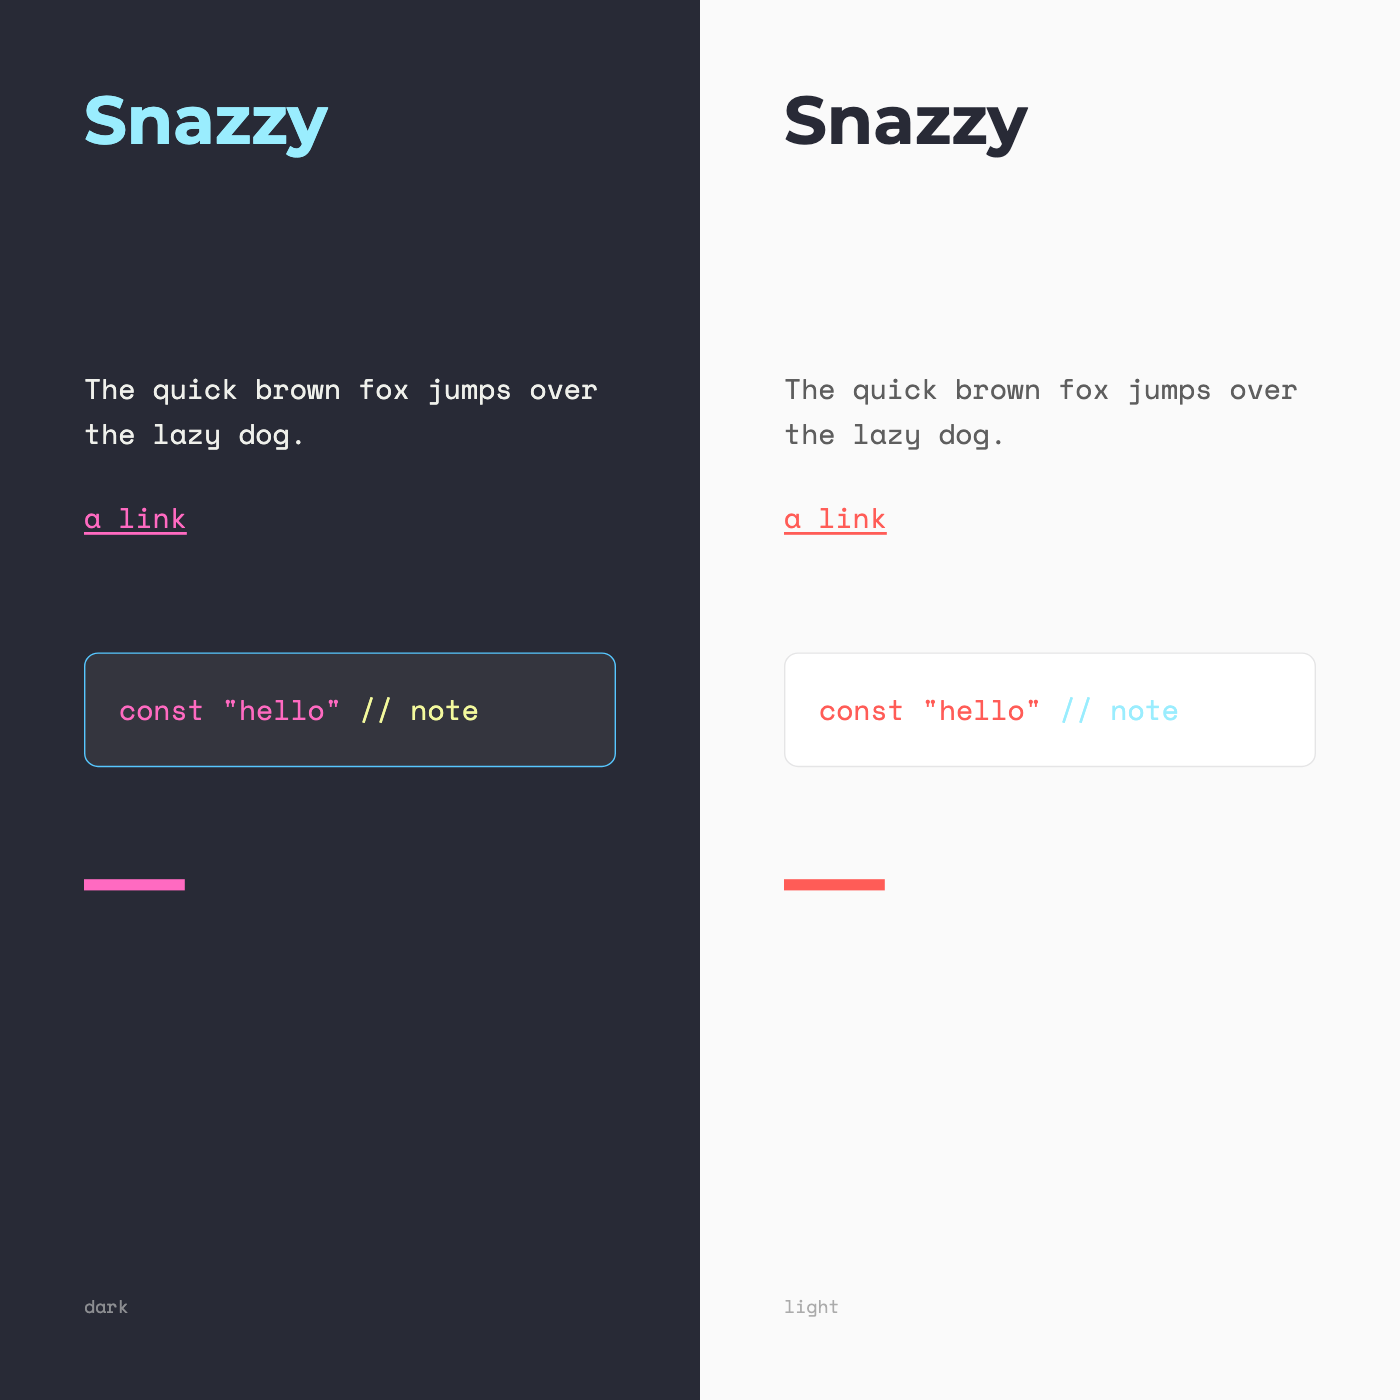 Snazzy
The quick brown fox jumps over
the lazy dog.
a link
const "hello" // note
dark
Snazzy
The quick brown fox jumps over
the lazy dog.
a link
const "hello" // note
light